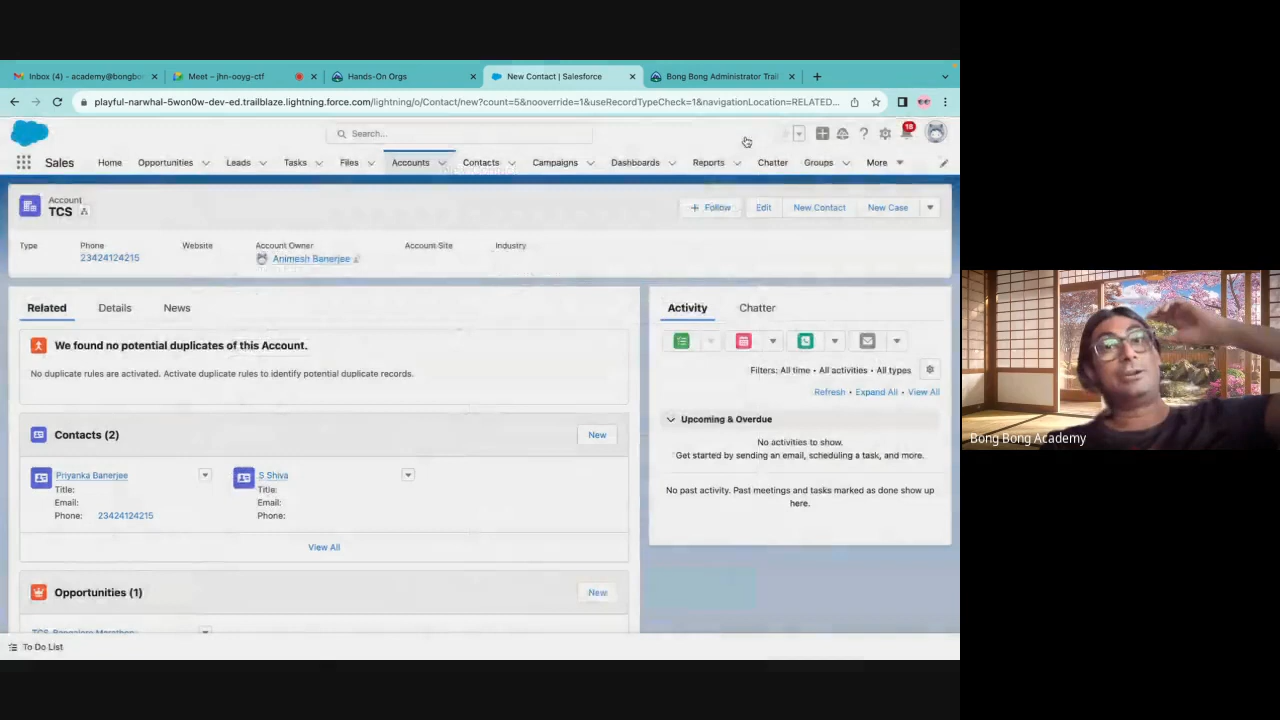 Inbox (4) - academy@bongbo
Meet – jhn-ooyg-ctf
Hands-On Orgs
New Contact | Salesforce
Bong Bong Administrator Trail
playful-narwhal-5won0w-dev-ed.trailblaze.lightning.force.com/lightning/o/Contact/new?count=5&nooverride=1&useRecordTypeCheck=1&navigationLocation=RELATED...
Search...
18
Sales
Home
Opportunities
Leads
Tasks
Files
Accounts
Contacts
Campaigns
Dashboards
Reports
Chatter
Groups
More
Account
TCS
+ Follow
Edit
New Contact
New Case
Type
Phone
Website
Account Owner
Account Site
Industry
23424124215
Animesh Banerjee
Related
Details
News
We found no potential duplicates of this Account.
No duplicate rules are activated. Activate duplicate rules to identify potential duplicate records.
Contacts (2)
New
Priyanka Banerjee
Title:
Email:
Phone: 23424124215
S Shiva
Title:
Email:
Phone:
View All
Opportunities (1)
New
Activity
Chatter
Filters: All time • All activities • All types
Refresh • Expand All • View All
Upcoming & Overdue
No activities to show.
Get started by sending an email, scheduling a task, and more.
No past activity. Past meetings and tasks marked as done show up
here.
To Do List
Bong Bong Academy